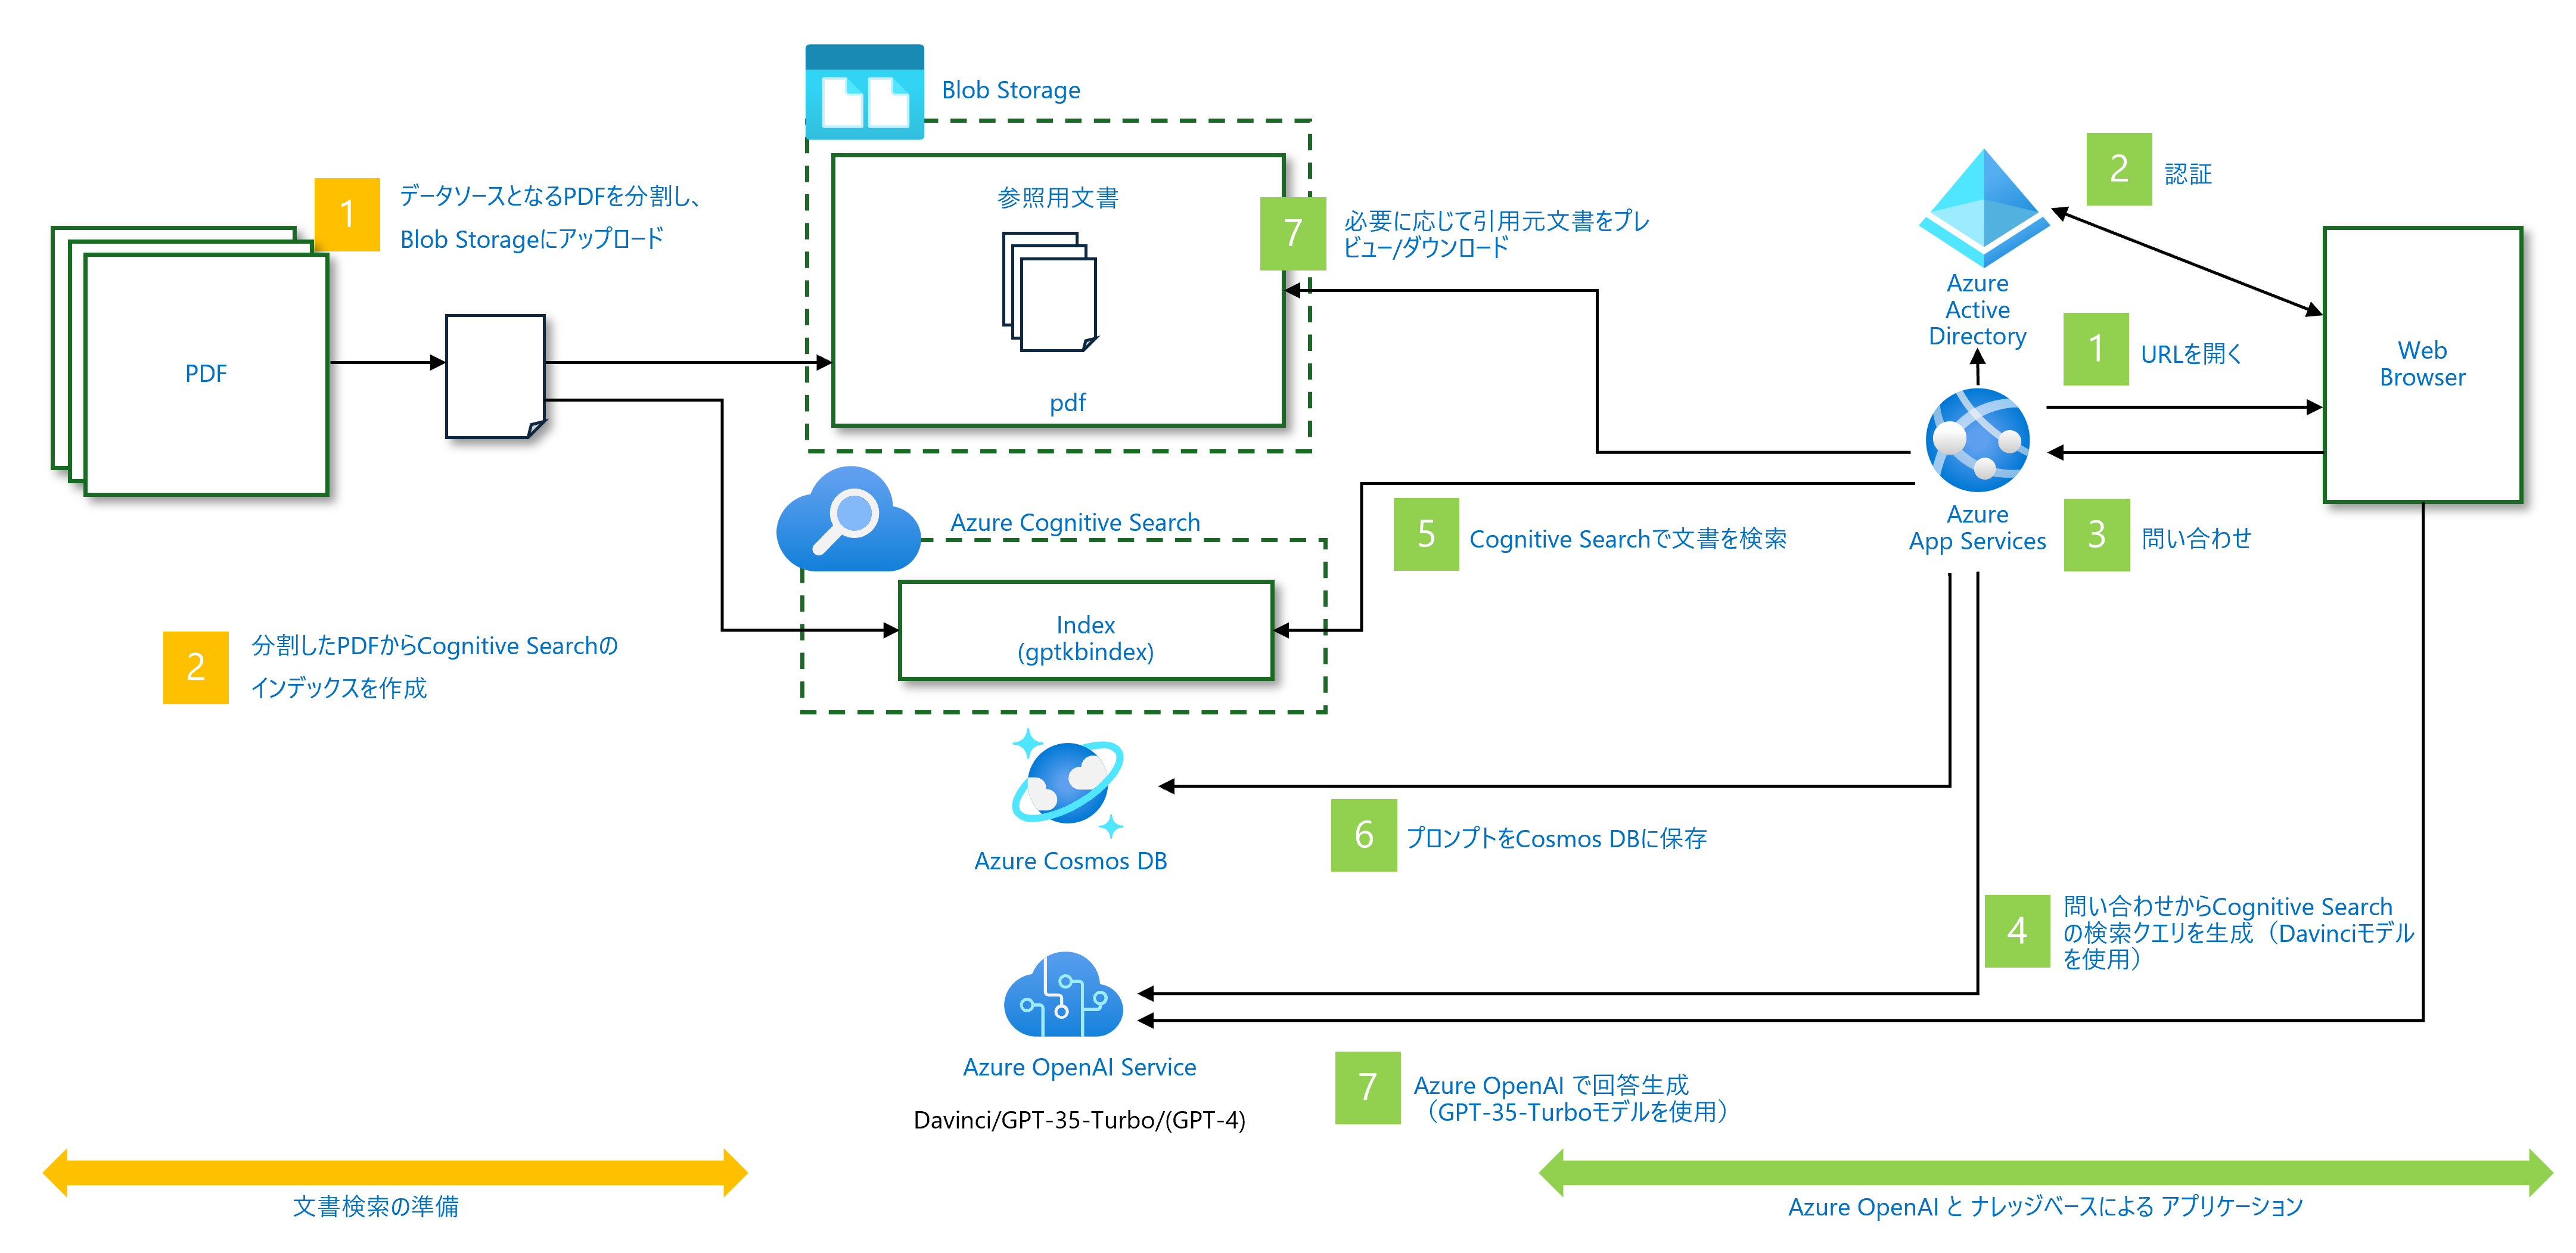 Blob Storage
1
データソースとなるPDFを分割し、
Blob Storageにアップロード
PDF
参照用文書
pdf
7
必要に応じて引用元文書をプレ
ビュー/ダウンロード
2
認証
Azure
Active
Directory
1
URLを開く
Web
Browser
Azure Cognitive Search
Index
(gptkbindex)
5
Cognitive Searchで文書を検索
Azure
App Services
3
問い合わせ
2
分割したPDFからCognitive Searchの
インデックスを作成
Azure Cosmos DB
6
プロンプトをCosmos DBに保存
4
問い合わせからCognitive Search
の検索クエリを生成（Davinciモデル
を使用）
Azure OpenAI Service
Davinci/GPT-35-Turbo/(GPT-4)
7
Azure OpenAI で回答生成
（GPT-35-Turboモデルを使用）
文書検索の準備
Azure OpenAI と ナレッジベースによる アプリケーション